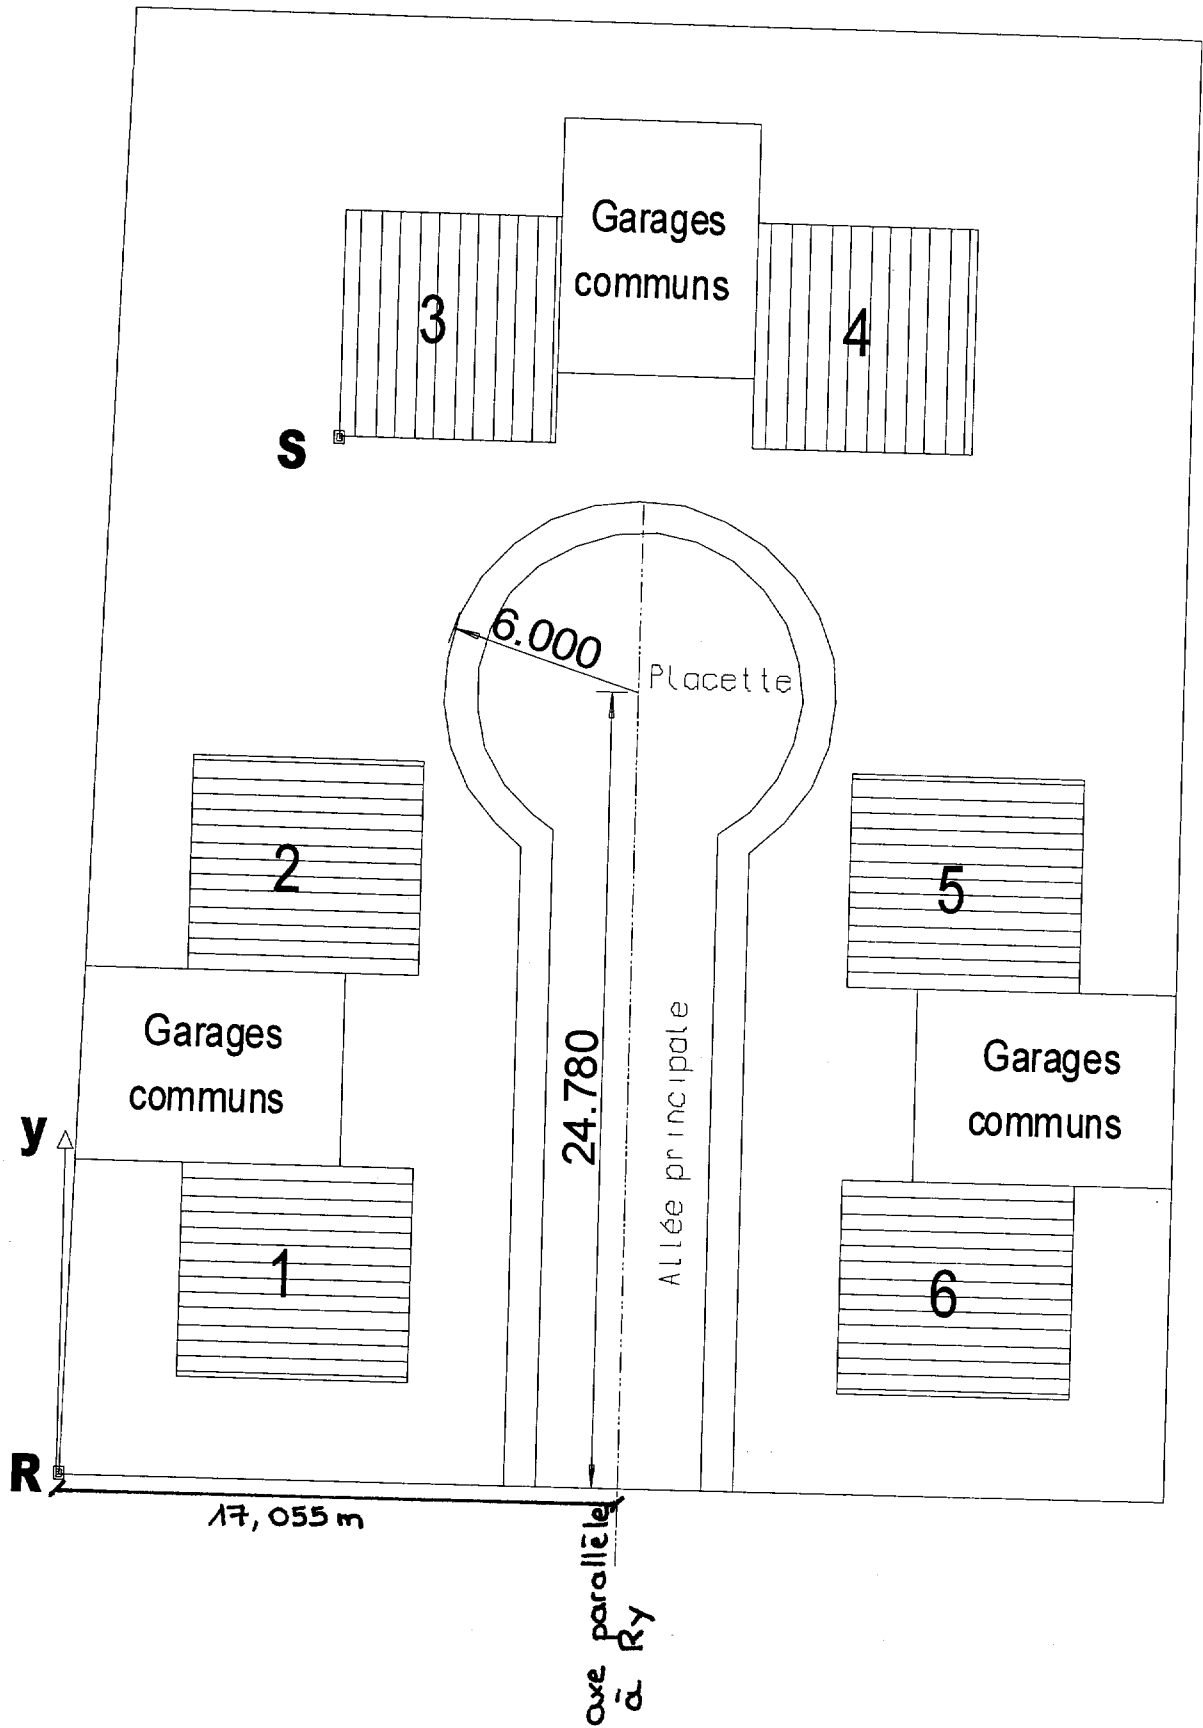 Garages
communs
3
4
S
6.000
Placette
2
5
Garages
communs
24.780
Allée principale
Garages
communs
y
1
6
R
17,055 m
axe parallèle
à Ry